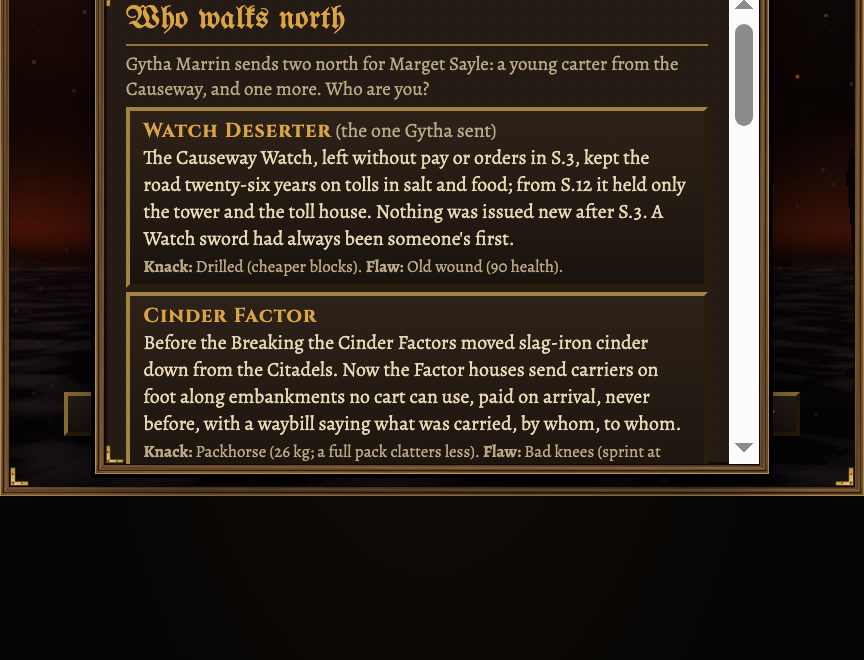 Who walks north
Gytha Marrin sends two north for Marget Sayle: a young carter from the
Causeway, and one more. Who are you?
Watch Deserter (the one Gytha sent)
The Causeway Watch, left without pay or orders in S.3, kept the
road twenty-six years on tolls in salt and food; from S.12 it held only
the tower and the toll house. Nothing was issued new after S.3. A
Watch sword had always been someone's first.
Knack: Drilled (cheaper blocks). Flaw: Old wound (90 health).
Cinder Factor
Before the Breaking the Cinder Factors moved slag-iron cinder
down from the Citadels. Now the Factor houses send carriers on
foot along embankments no cart can use, paid on arrival, never
before, with a waybill saying what was carried, by whom, to whom.
Knack: Packhorse (26 kg; a full pack clatters less). Flaw: Bad knees (sprint at